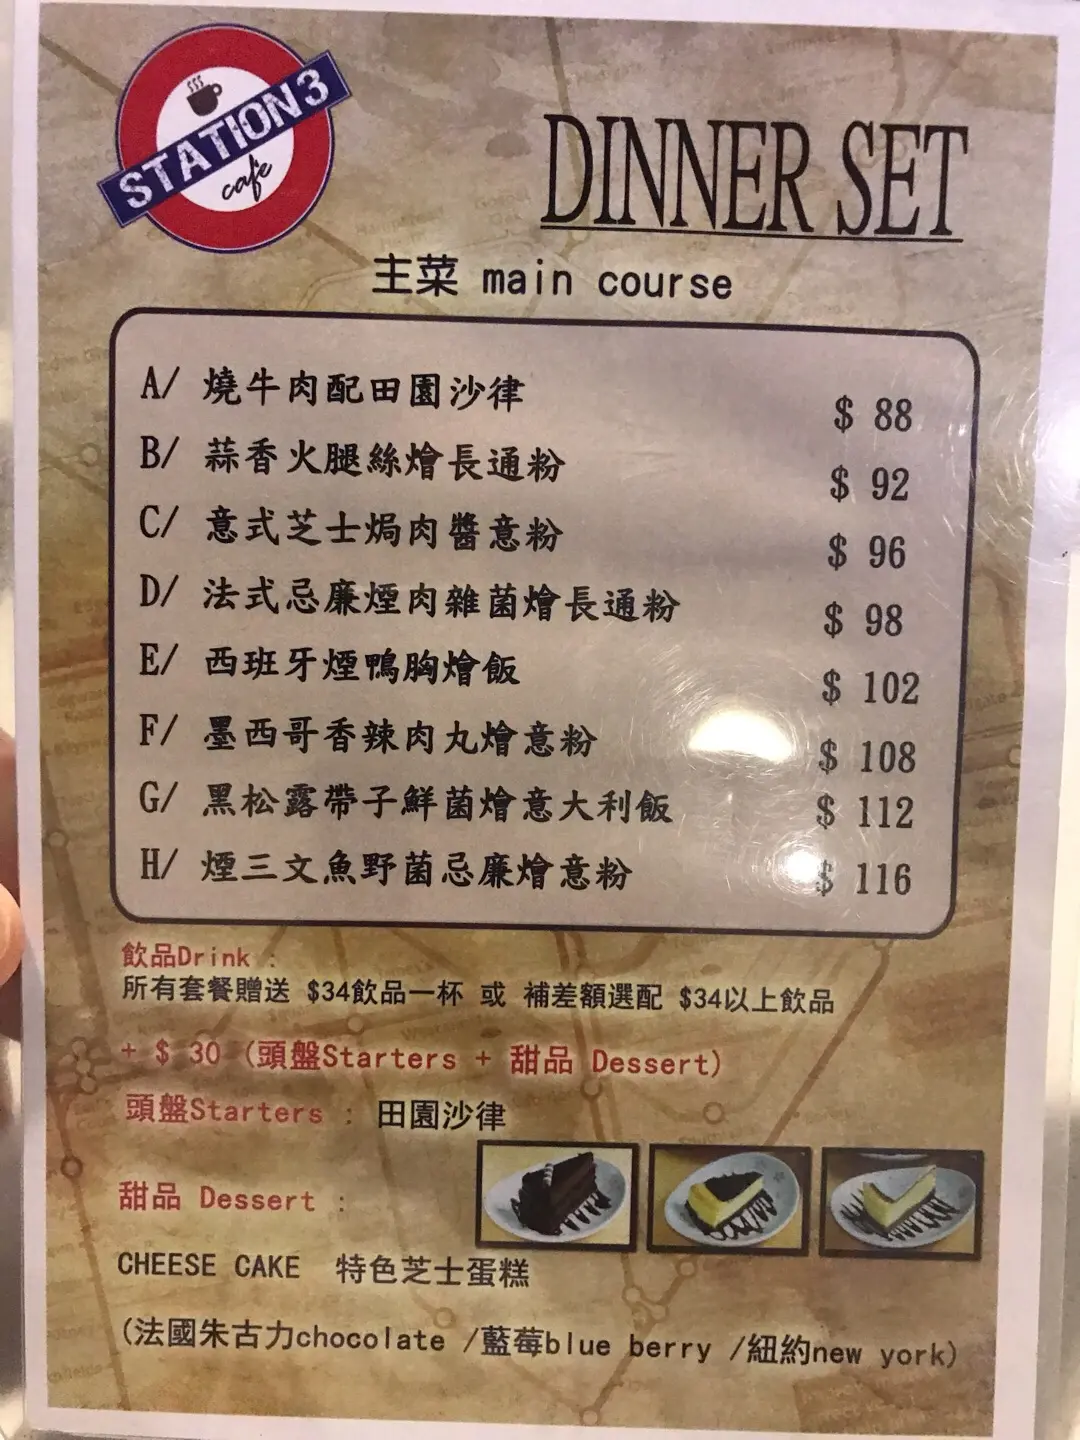 STATION3
café
DINNER SET
主菜 main course
A/ 燒牛肉配田園沙律 $ 88
B/ 蒜香火腿絲燴長通粉 $ 92
C/ 意式芝士焗肉醬意粉 $ 96
D/ 法式忌廉煙肉雜菌燴長通粉 $ 98
E/ 西班牙煙鴨胸燴飯 $ 102
F/ 墨西哥香辣肉丸燴意粉 $ 108
G/ 黑松露帶子鮮菌燴意大利飯 $ 112
H/ 煙三文魚野菌忌廉燴意粉 $ 116
飲品Drink :
所有套餐贈送 $34飲品一杯 或 補差額選配 $34以上飲品
+ $ 30 (頭盤Starters + 甜品 Dessert)
頭盤Starters : 田園沙律
甜品 Dessert :
CHEESE CAKE 特色芝士蛋糕
(法國朱古力chocolate /藍莓blue berry /紐約new york)